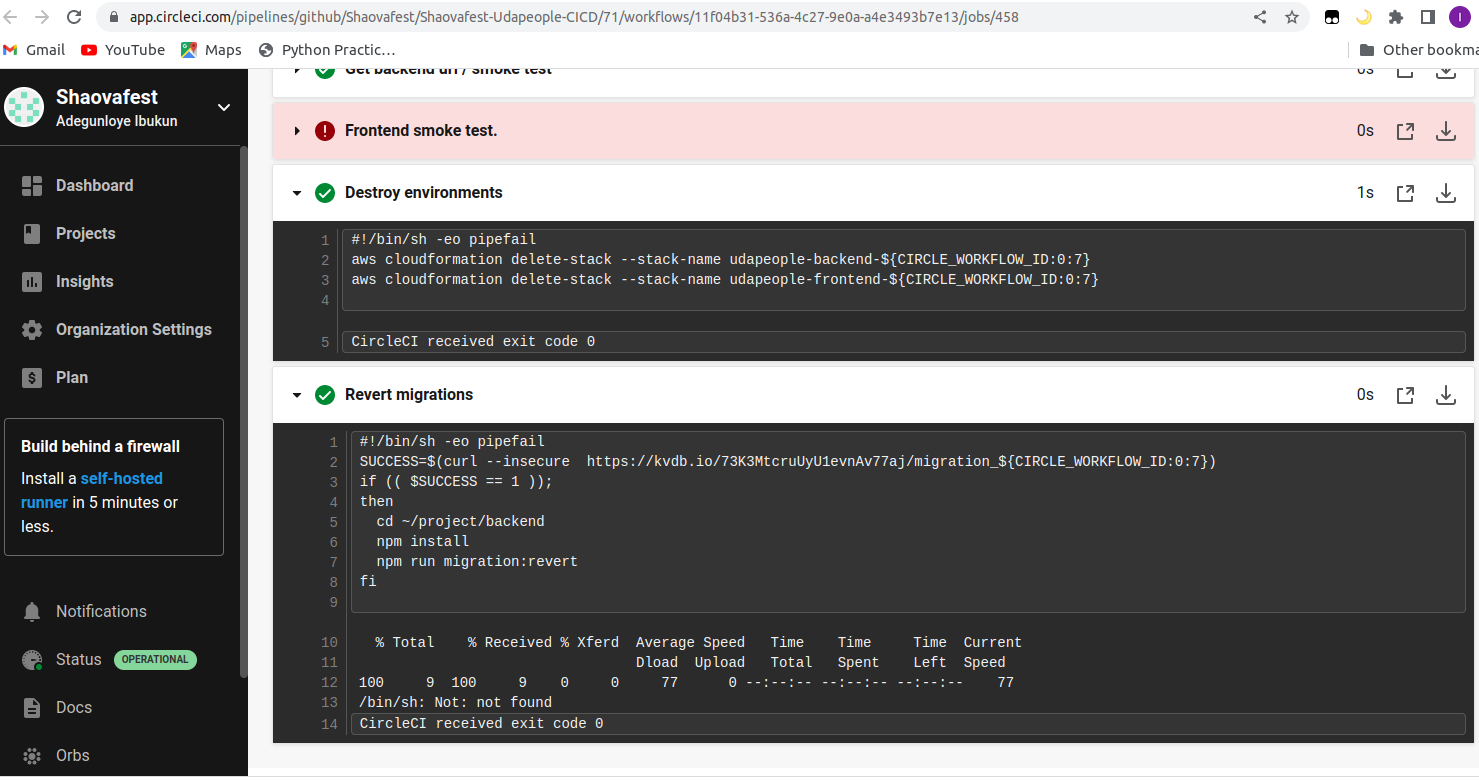 app.circleci.com/pipelines/github/Shaovafest/Shaovafest-Udapeople-CICD/71/workflows/11f04b31-536a-4c27-9e0a-a4e3493b7e13/jobs/458
I
Gmail YouTube Maps Python Practic… Other bookma
Shaovafest
Adegunloye Ibukun
Dashboard
Projects
Insights
Organization Settings
Plan
Build behind a firewall
Install a self-hosted
runner in 5 minutes or
less.
Notifications
Status OPERATIONAL
Docs
Orbs
Get backend url / smoke test 0s
Frontend smoke test. 0s
Destroy environments 1s
1 #!/bin/sh -eo pipefail
2 aws cloudformation delete-stack --stack-name udapeople-backend-${CIRCLE_WORKFLOW_ID:0:7}
3 aws cloudformation delete-stack --stack-name udapeople-frontend-${CIRCLE_WORKFLOW_ID:0:7}
4
5 CircleCI received exit code 0
Revert migrations 0s
1 #!/bin/sh -eo pipefail
2 SUCCESS=$(curl --insecure  https://kvdb.io/73K3MtcruUyU1evnAv77aj/migration_${CIRCLE_WORKFLOW_ID:0:7})
3 if (( $SUCCESS == 1 ));
4 then
5   cd ~/project/backend
6   npm install
7   npm run migration:revert
8 fi
9
10   % Total    % Received % Xferd  Average Speed   Time    Time     Time  Current
11                                  Dload  Upload   Total   Spent    Left  Speed
12 100     9  100     9    0     0     77      0 --:--:-- --:--:-- --:--:--    77
13 /bin/sh: Not: not found
14 CircleCI received exit code 0